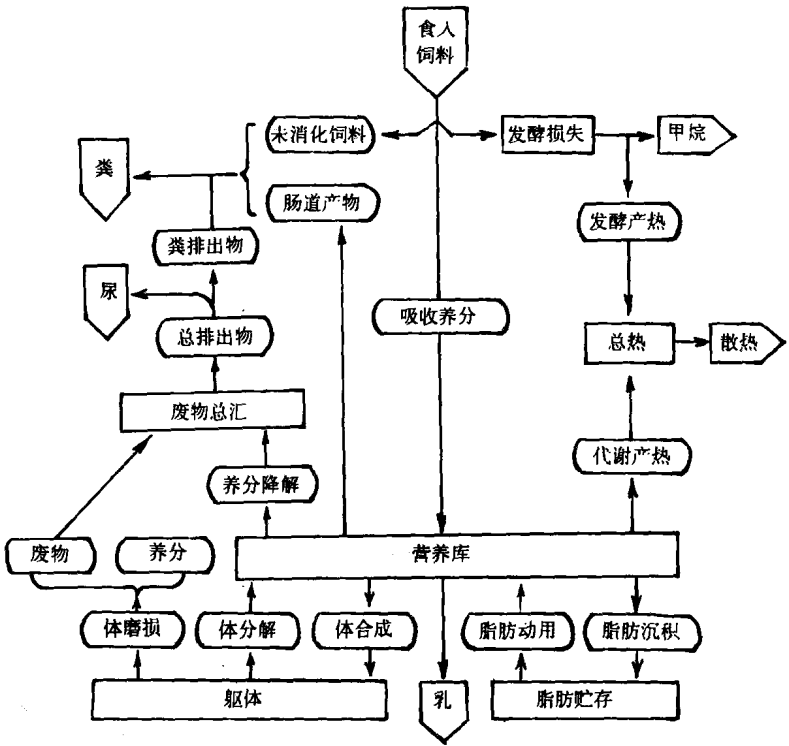 食入
饲料
未消化饲料
发酵损失
甲烷
粪
肠道产物
发酵产热
粪排出物
尿
吸收养分
总排出物
总热
散热
废物总汇
代谢产热
养分降解
废物
养分
营养库
体磨损
体分解
体合成
脂肪动用
脂肪沉积
躯体
乳
脂肪贮存